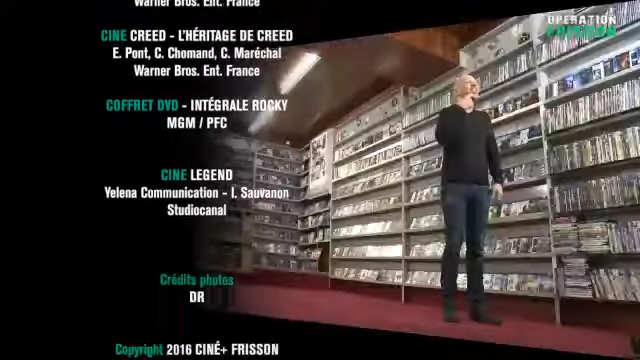 Warner Bros. Ent. France
CINE CREED - L'HÉRITAGE DE CREED
E. Pont, C. Chomand, C. Maréchal
Warner Bros. Ent. France
COFFRET DVD - INTÉGRALE ROCKY
MGM / PFC
CINE LEGEND
Yelena Communication - I. Sauvanon
Studiocanal
Crédits photos
DR
Copyright 2016 CINÉ+ FRISSON
OPERATION
FRISSON